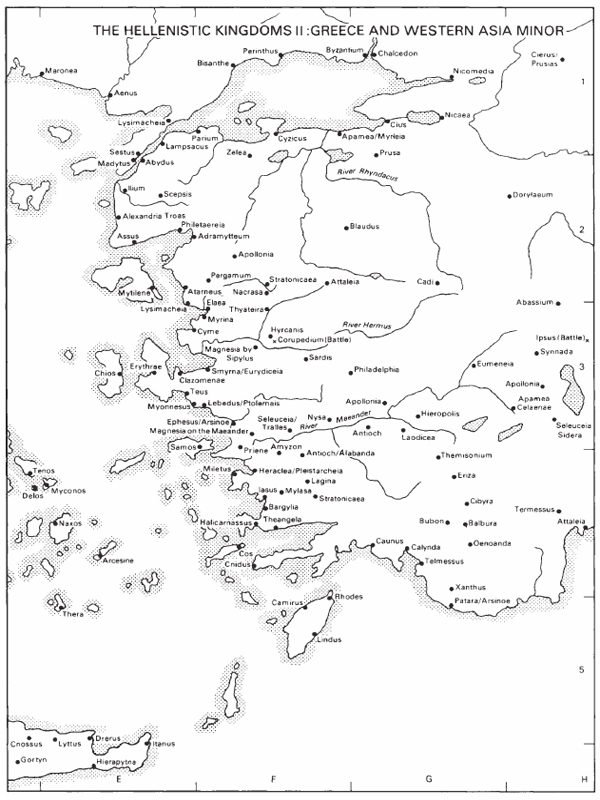 THE HELLENISTIC KINGDOMS II : GREECE AND WESTERN ASIA MINOR
Perinthus
Byzantium
Chalcedon
Cierus/
Prusias
Bisanthe
Maronea
Nicomedia
1
Aenus
Lysimacheia
Cius
Nicaea
Parium
Cyzicus
Apamea/Myrleia
Lampsacus
Sestus
Madytus
Abydus
Zelea
Prusa
River Rhyndacus
Ilium
Scepsis
Dorylaeum
Alexandria Troas
Philetaereia
Blaudus
2
Assus
Adramytteum
Apollonia
Pergamum
Stratonicaea
Attaleia
Cadi
Mytilene
Atarneus
Nacrasa
Elaea
Abassium
Lysimacheia
Thyateira
Myrina
Cyme
Hyrcanis
River Hermus
Corupedium (Battle)
Ipsus (Battle)
Magnesia by
Sipylus
Sardis
Synnada
Erythrae
Eumeneia
3
Chios
Smyrna/Eurydiceia
Philadelphia
Clazomenae
Apollonia
Teus
Apamea
Celaenae
Myonnesus
Lebedus/Ptolemais
Apollonia
Ephesus/Arsinoe
Seleuceia/
Tralles
Nysa
Maeander
River
Hieropolis
Seleuceia
Sidera
Magnesia on the Maeander
Antioch
Laodicea
Samos
Priene
Amyzon
Antioch/Alabanda
Themisonium
Tenos
Miletus
Heraclea/Pleistarcheia
Eriza
Lagina
Delos
Myconos
Iasus
Mylasa
Stratonicaea
Cibyra
Bargylia
Termessus
Naxos
Halicarnassus
Theangela
Bubon
Balbura
Attaleia
Cos
Caunus
Calynda
Oenoanda
Arcesine
Cnidus
Telmessus
Xanthus
Camirus
Rhodes
Patara/Arsinoe
Thera
Lindus
5
Cnossus
Lyttus
Drerus
Itanus
Gortyn
Hierapytna
E
F
G
H